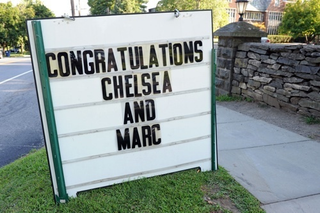 CONGRATULATIONS
CHELSEA
AND
MARC